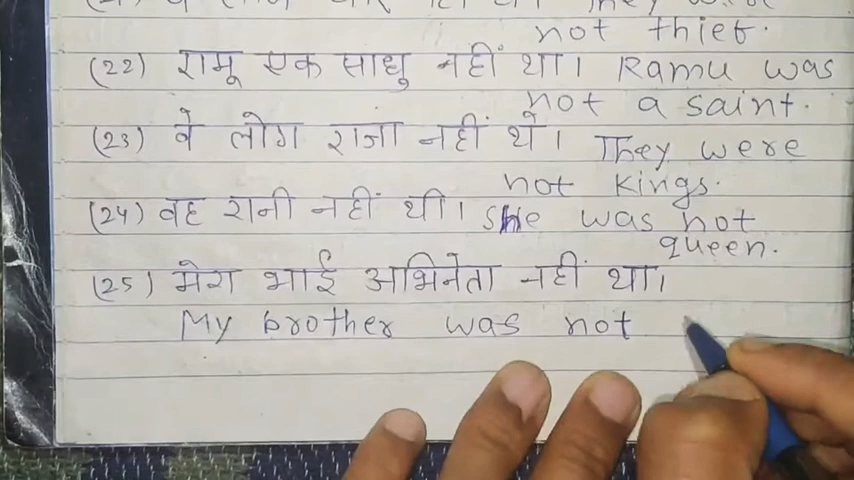 not thief.
(22) रामू एक साधु नहीं था। Ramu was
not a saint.
(23) वे लोग राजा नहीं थे। They were
not kings.
(24) वह रानी नहीं थी। She was not
queen.
(25) मेरा भाई अभिनेता नहीं था।
My brother was not